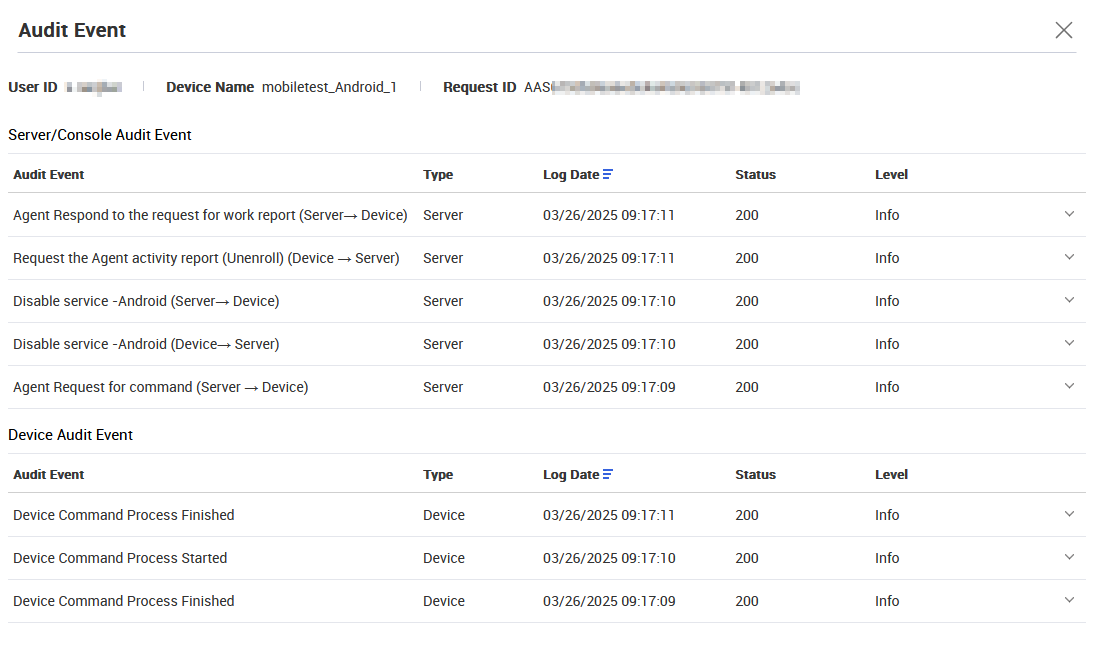 Audit Event
User ID Device Name mobiletest_Android_1 Request ID
Server/Console Audit Event
Audit Event Type Log Date Status Level
Agent Respond to the request for work report (Server→ Device) Server 03/26/2025 09:17:11 200 Info
Request the Agent activity report (Unenroll) (Device → Server) Server 03/26/2025 09:17:11 200 Info
Disable service -Android (Server→ Device) Server 03/26/2025 09:17:10 200 Info
Disable service -Android (Device→ Server) Server 03/26/2025 09:17:10 200 Info
Agent Request for command (Server → Device) Server 03/26/2025 09:17:09 200 Info
Device Audit Event
Audit Event Type Log Date Status Level
Device Command Process Finished Device 03/26/2025 09:17:11 200 Info
Device Command Process Started Device 03/26/2025 09:17:10 200 Info
Device Command Process Finished Device 03/26/2025 09:17:09 200 Info